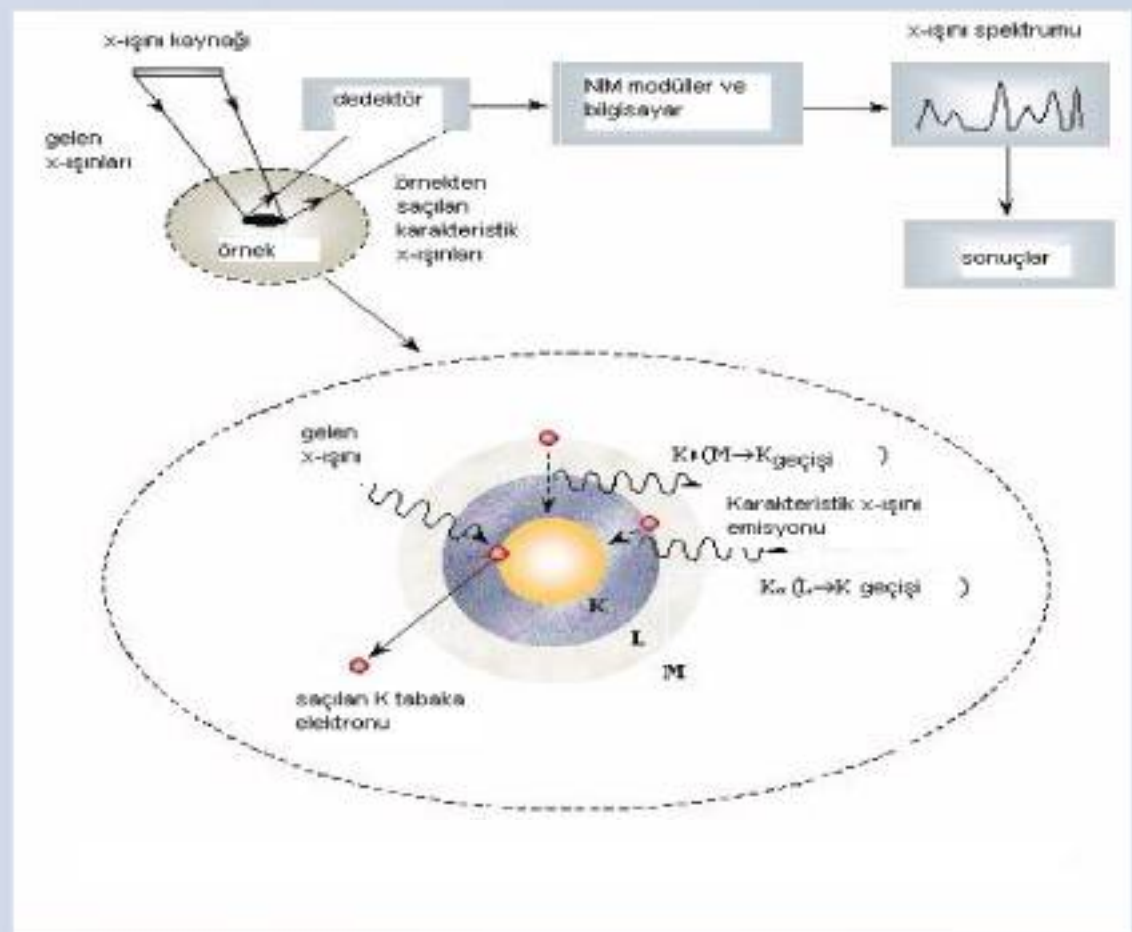 x-ışını kaynağı
x-ışını spektrumu
dedektör
NIM modüller ve
bilgisayar
gelen
x-ışınları
örnekten
saçılan
karakteristik
x-ışınları
örnek
sonuçlar
gelen
x-ışını
Kβ (M→K geçişi )
Karakteristik x-ışını
emisyonu
Kα (L→K geçişi )
K
L
M
saçılan K tabaka
elektronu